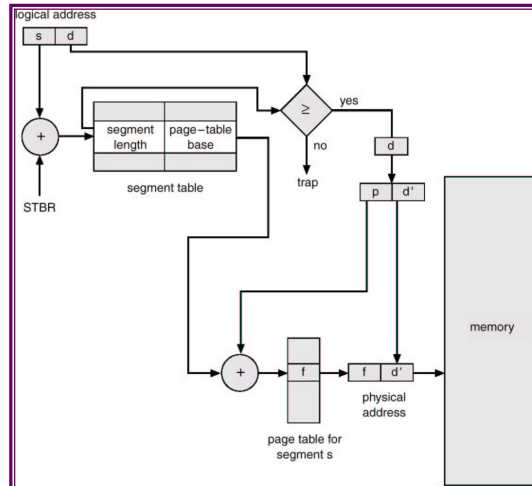 logical address
s d
≥
yes
no
trap
+
segment length
page–table base
segment table
STBR
d
p d′
memory
+
f
f d′
physical address
page table for segment s